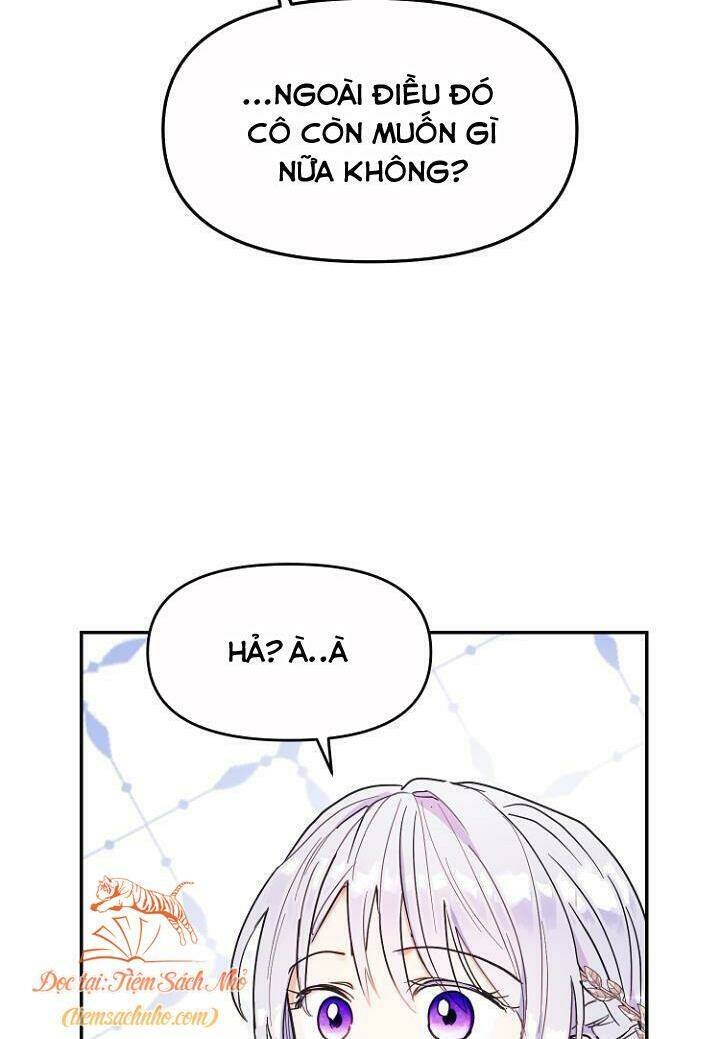 ...NGOÀI ĐIỀU ĐÓ
CÔ CÒN MUỐN GÌ
NỮA KHÔNG?
HẢ? À..À
Đọc tại: Tiệm Sách Nhỏ
(tiemsachnho.com)